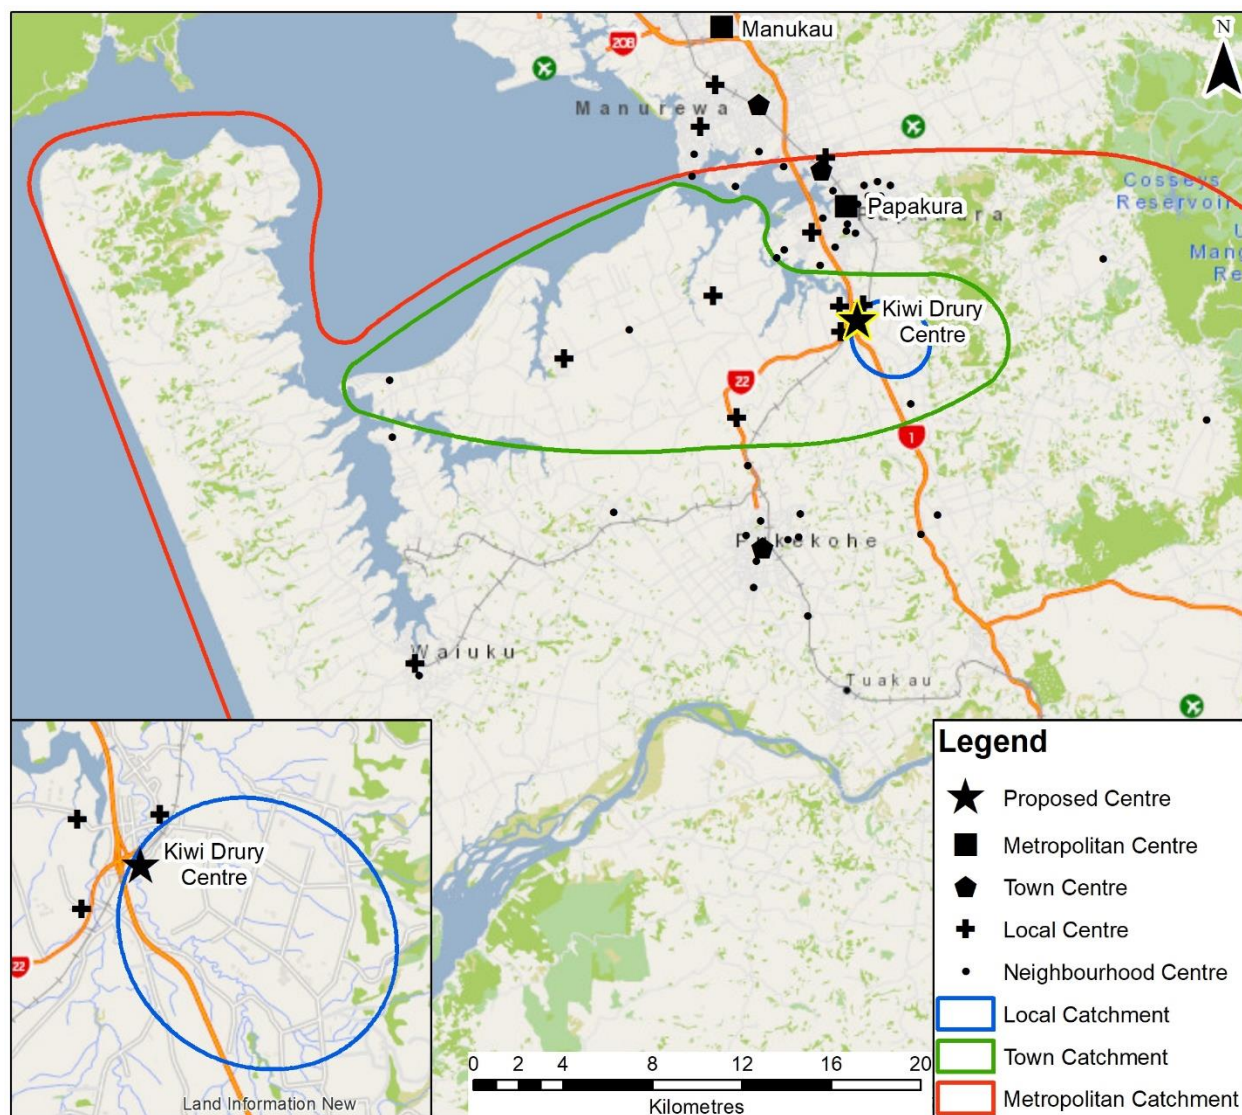 N
Manukau
20B
Manurewa
Cosseys
Reservoir
Papakura
Papakura
Kiwi Drury
Centre
22
1
Pukekohe
Waiuku
Tuakau
Kiwi Drury
Centre
22
Land Information New
0 2 4 8 12 16 20
Kilometres
Legend
Proposed Centre
Metropolitan Centre
Town Centre
Local Centre
Neighbourhood Centre
Local Catchment
Town Catchment
Metropolitan Catchment